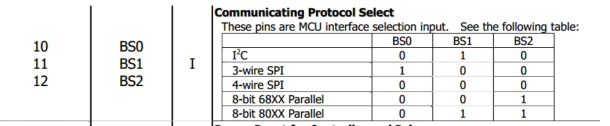 Communicating Protocol Select
These pins are MCU interface selection input. See the following table:
BS0 BS1 BS2
10 BS0
11 BS1 I
12 BS2
I²C 0 1 0
3-wire SPI 1 0 0
4-wire SPI 0 0 0
8-bit 68XX Parallel 0 0 1
8-bit 80XX Parallel 0 1 1